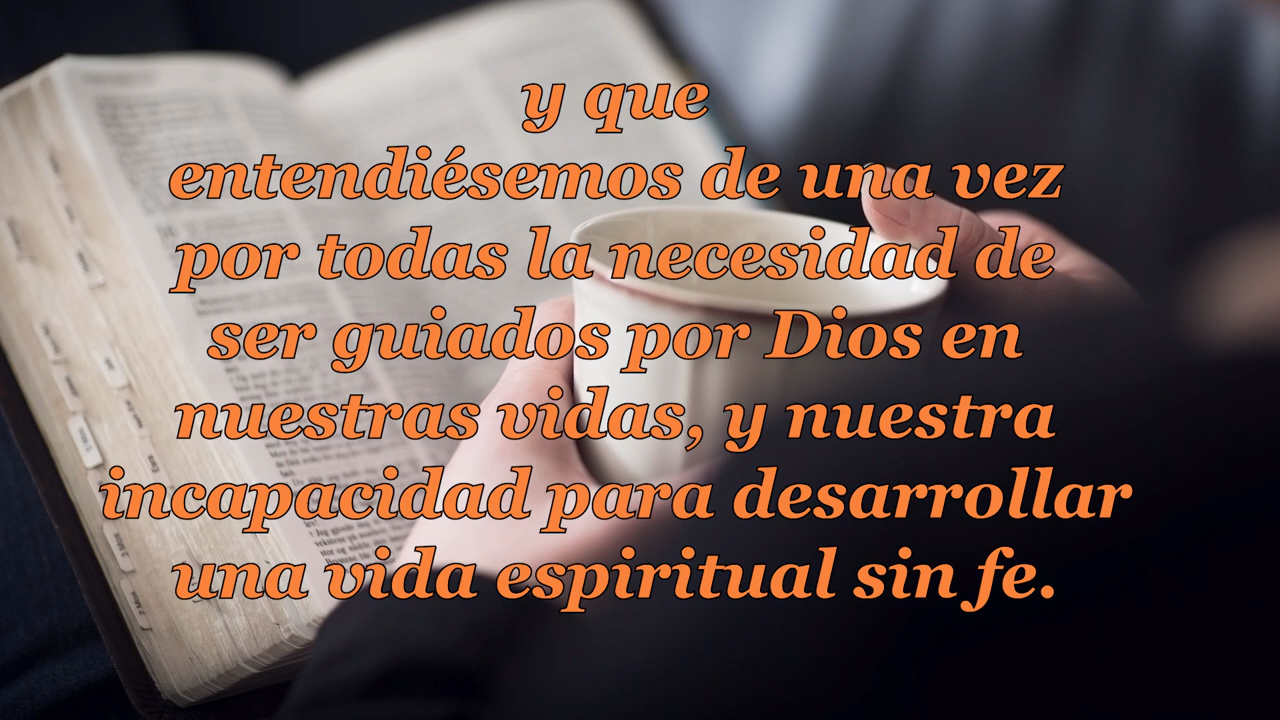 y que
entendiésemos de una vez
por todas la necesidad de
ser guiados por Dios en
nuestras vidas, y nuestra
incapacidad para desarrollar
una vida espiritual sin fe.